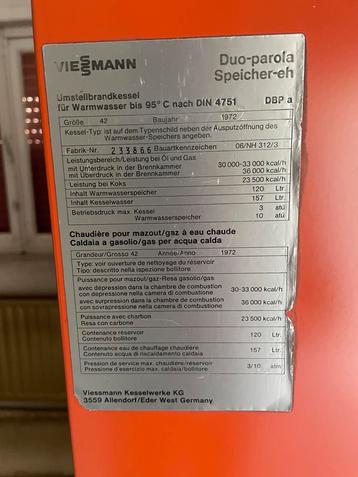 VIESSMANN
Duo-parola
Speicher-eh
Umstellbrandkessel
für Warmwasser bis 95° C nach DIN 4751
DBP a
Größe 42 Baujahr 1972
Kessel-Typ: ist auf dem Typenschild neben der Ausputzöffnung des
Warmwasser-Speichers angeben.
Fabrik-Nr. 233866 Bauartkennzeichen 06/NH 312/3
Leistungsbereich/Leistung bei Öl und Gas
mit Unterdruck in der Brennkammer 30 000-33 000 kcal/h
mit Überdruck in der Brennkammer 36 000 kcal/h
Leistung bei Koks 23 500 kcal/h
Inhalt Warmwasserspeicher 120 Ltr.
Inhalt Kesselwasser 157 Ltr.
Betriebsdruck max. Kessel 3 atü
Warmwasserspeicher 10 atü
Chaudière pour mazout/gaz à eau chaude
Caldaia a gasolio/gas per acqua calda
Grandeur/Grosso 42 Année/Anno 1972
Type: voir ouverture de nettoyage du réservoir
Tipo: descritto nella ispezione bollitore
Puissance pour mazout/gaz-Resa gasolio/gas
avec dépression dans la chambre de combustion
con depressione nella camera di combustione 30-33 000 kcal/h
avec surpression dans la chambre de combustion
con sovrapressione nella camera di combustione 36 000 kcal/h
Puissance avec charbon
Resa con carbone 23 500 kcal/h
Contenance réservoir
Contenuto bollitore 120 Ltr.
Contenance eau de chauffage chaudière
Contenuto acqua di riscaldamento caldaia 157 Ltr.
Pression de service max. chaudière/réservoir
Pressione d'esercizio max. caldaia/bollitore 3/10 atm
Viessmann Kesselwerke KG
3559 Allendorf/Eder West Germany